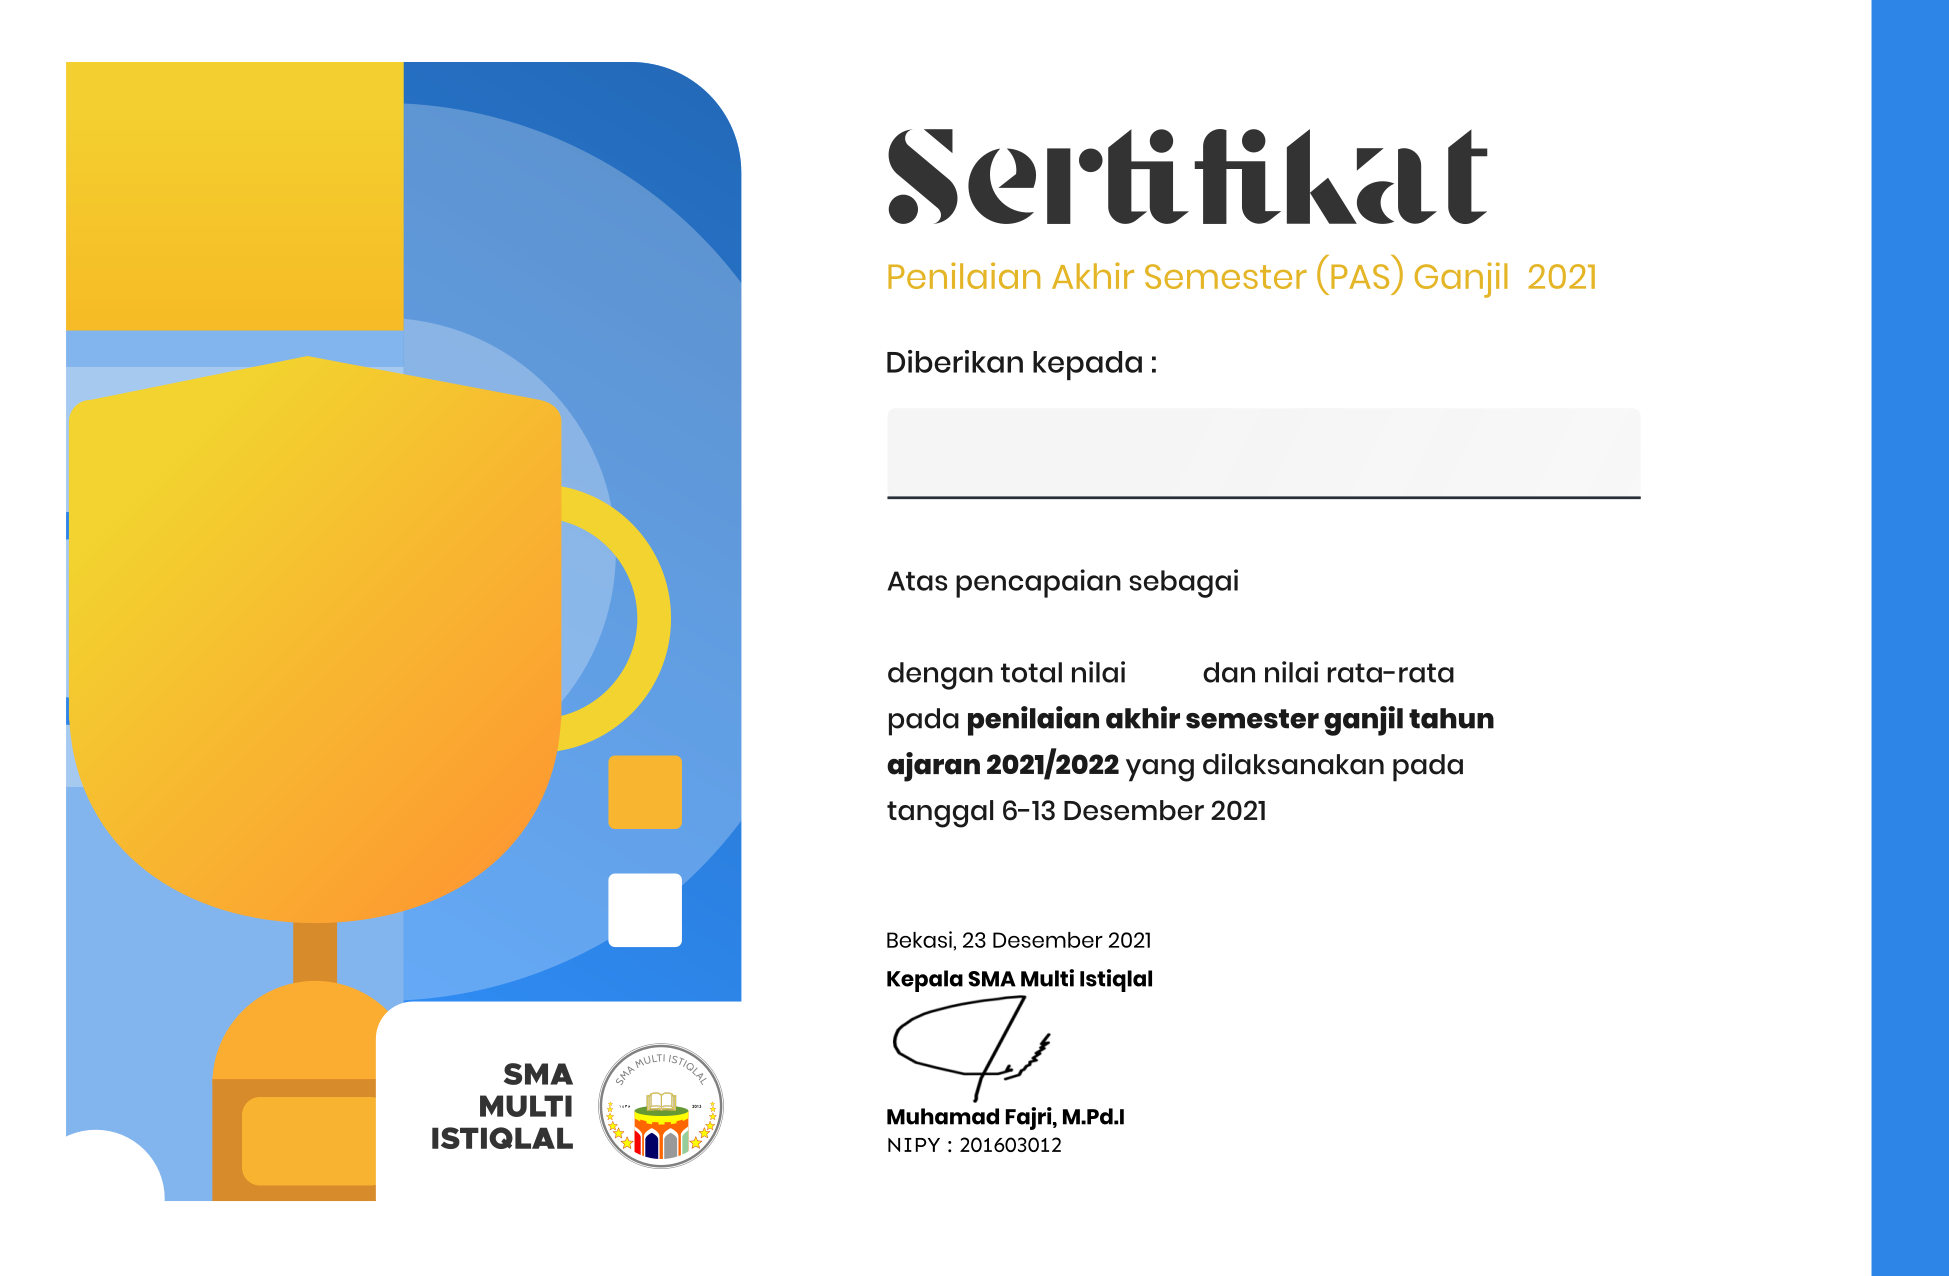 Sertifikat
Penilaian Akhir Semester (PAS) Ganjil 2021
Diberikan kepada :
Atas pencapaian sebagai
dengan total nilai dan nilai rata-rata
pada penilaian akhir semester ganjil tahun
ajaran 2021/2022 yang dilaksanakan pada
tanggal 6-13 Desember 2021
Bekasi, 23 Desember 2021
Kepala SMA Multi Istiqlal
Muhamad Fajri, M.Pd.I
NIPY : 201603012
SMA
MULTI
ISTIQLAL
SMA MULTI ISTIQLAL